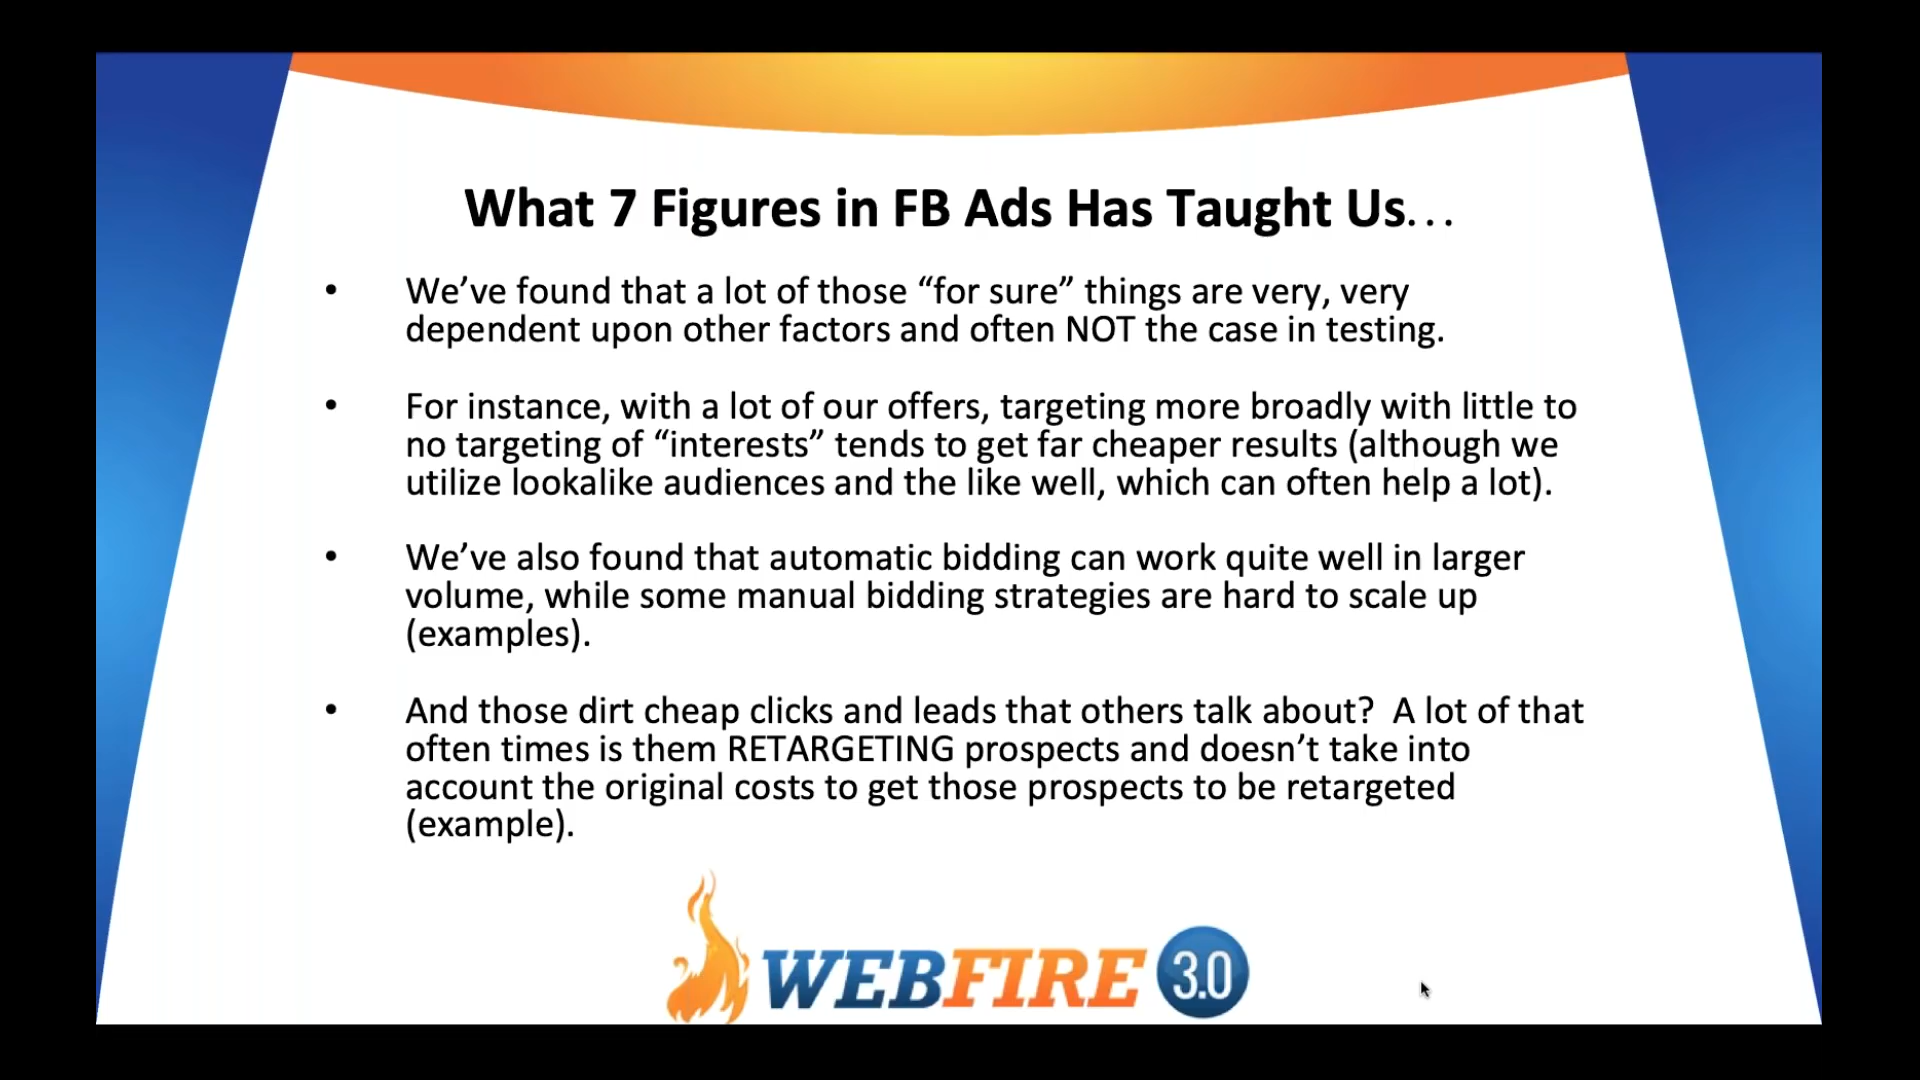 What 7 Figures in FB Ads Has Taught Us...
• We’ve found that a lot of those “for sure” things are very, very
dependent upon other factors and often NOT the case in testing.
• For instance, with a lot of our offers, targeting more broadly with little to
no targeting of “interests” tends to get far cheaper results (although we
utilize lookalike audiences and the like well, which can often help a lot).
• We’ve also found that automatic bidding can work quite well in larger
volume, while some manual bidding strategies are hard to scale up
(examples).
• And those dirt cheap clicks and leads that others talk about?  A lot of that
often times is them RETARGETING prospects and doesn’t take into
account the original costs to get those prospects to be retargeted
(example).
WEBFIRE 3.0